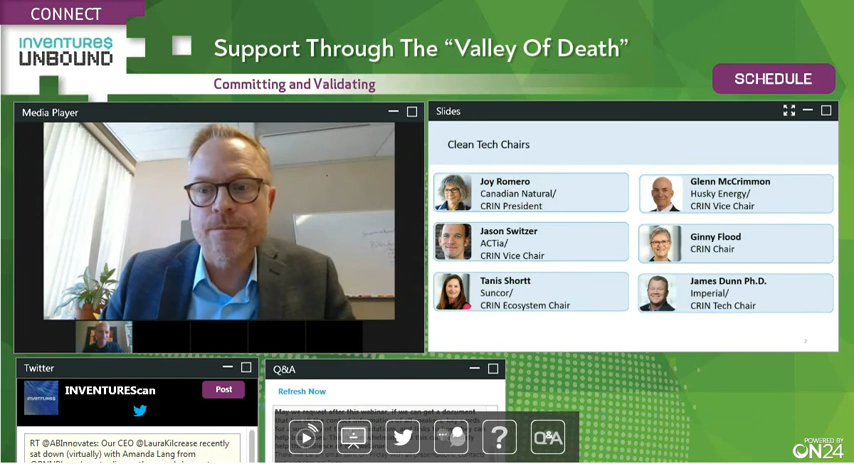 CONNECT
INVENTURE$
UNBOUND
Support Through The “Valley Of Death”
Committing and Validating
SCHEDULE
Media Player
Slides
Clean Tech Chairs
Joy Romero
Canadian Natural/
CRIN President
Glenn McCrimmon
Husky Energy/
CRIN Vice Chair
Jason Switzer
ACTia/
CRIN Vice Chair
Ginny Flood
CRIN Chair
Tanis Shortt
Suncor/
CRIN Ecosystem Chair
James Dunn Ph.D.
Imperial/
CRIN Tech Chair
Twitter
INVENTUREScan
Post
RT @ABInnovates: Our CEO @LauraKilcrease recently
sat down (virtually) with Amanda Lang from
Q&A
Refresh Now
May we request after this webinar, if we can get a document
Q&A
POWERED BY
ON24